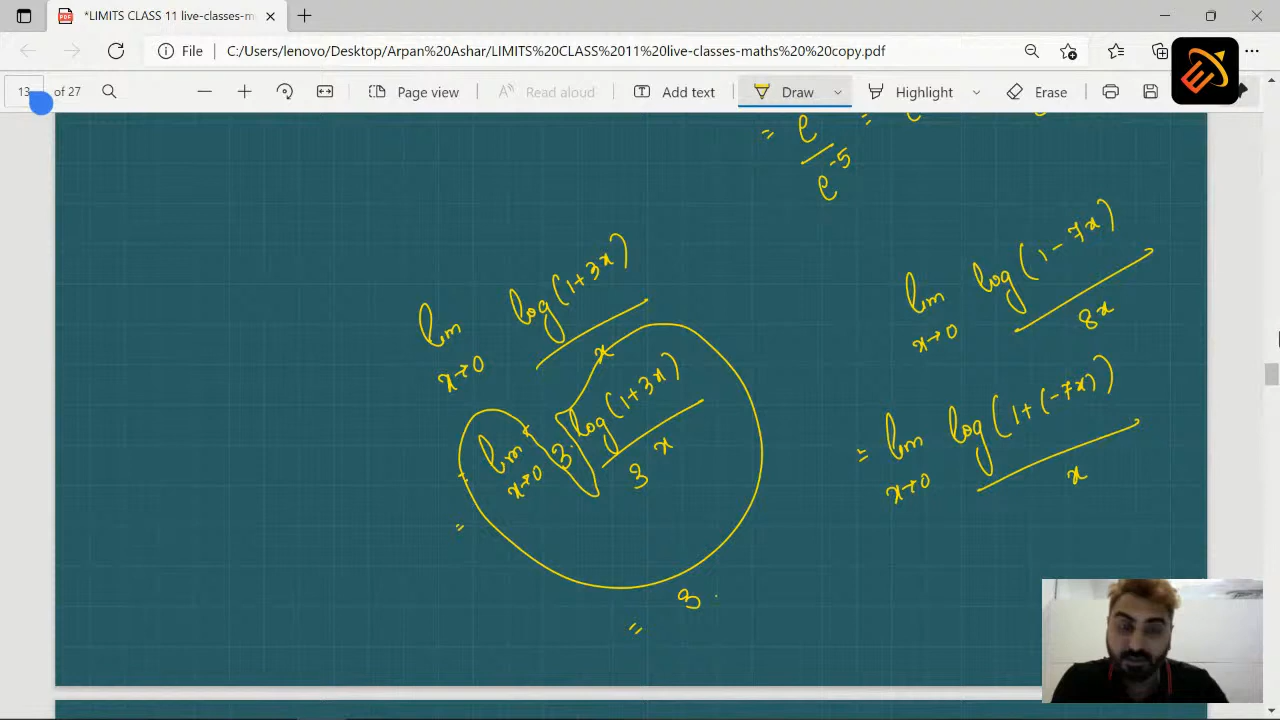 *LIMITS CLASS 11 live-classes-m
File C:/Users/lenovo/Desktop/Arpan%20Ashar/LIMITS%20CLASS%2011%20live-classes-maths%20%20copy.pdf
13 of 27 Page view Read aloud Add text Draw Highlight Erase
= e / e^-5 =
lim x→0 log(1+3x) / x
= lim x→0 3. log(1+3x) / 3x
= 3.
lim x→0 log(1-7x) / 8x
= lim x→0 log(1+(-7x)) / x